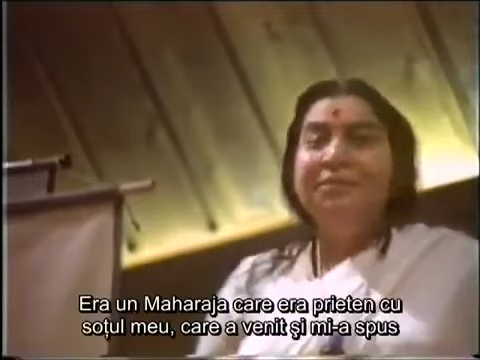 Era un Maharaja care era prieten cu
soțul meu, care a venit și mi-a spus